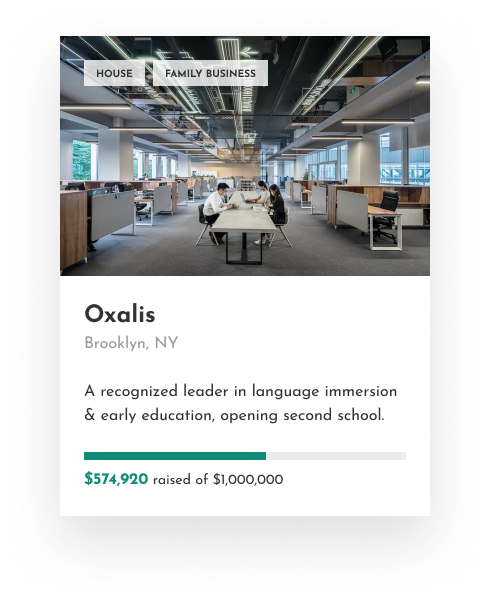 HOUSE FAMILY BUSINESS
Oxalis
Brooklyn, NY
A recognized leader in language immersion
& early education, opening second school.
$574,920 raised of $1,000,000